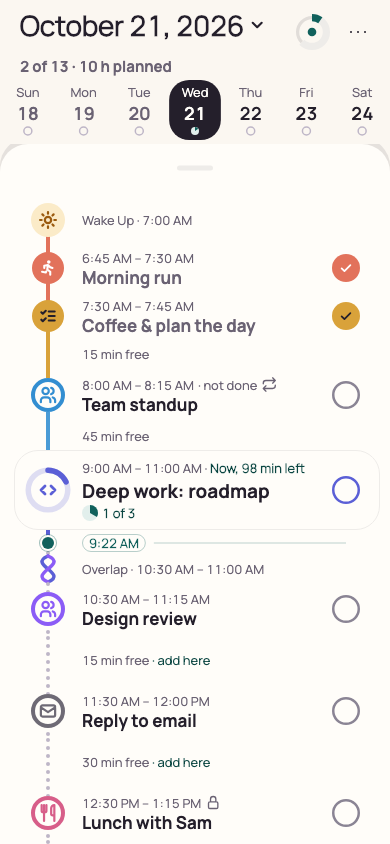 October 21, 2026
2 of 13 · 10 h planned
Sun Mon Tue Wed Thu Fri Sat
18 19 20 21 22 23 24
Wake Up · 7:00 AM
6:45 AM – 7:30 AM
Morning run
7:30 AM – 7:45 AM
Coffee & plan the day
15 min free
8:00 AM – 8:15 AM · not done
Team standup
45 min free
9:00 AM – 11:00 AM · Now, 98 min left
Deep work: roadmap
1 of 3
9:22 AM
Overlap · 10:30 AM – 11:00 AM
10:30 AM – 11:15 AM
Design review
15 min free · add here
11:30 AM – 12:00 PM
Reply to email
30 min free · add here
12:30 PM – 1:15 PM
Lunch with Sam